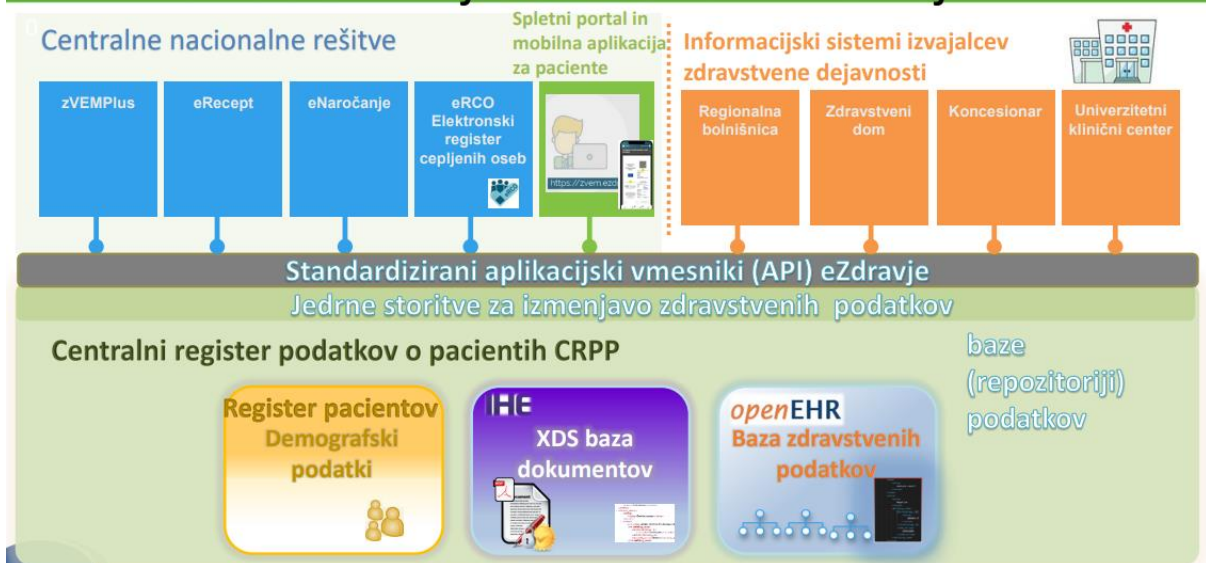 Centralne nacionalne rešitve
Spletni portal in
mobilna aplikacija
za paciente
Informacijski sistemi izvajalcev
zdravstvene dejavnosti
zVEMPlus
eRecept
eNaročanje
eRCO
Elektronski
register
cepljenih oseb
https://zvem.ezd
Regionalna
bolnišnica
Zdravstveni
dom
Koncesionar
Univerzitetni
klinični center
Standardizirani aplikacijski vmesniki (API) eZdravje
Jedrne storitve za izmenjavo zdravstvenih podatkov
Centralni register podatkov o pacientih CRPP
baze
(repozitoriji)
podatkov
Register pacientov
Demografski
podatki
IHE
XDS baza
dokumentov
openEHR
Baza zdravstvenih
podatkov